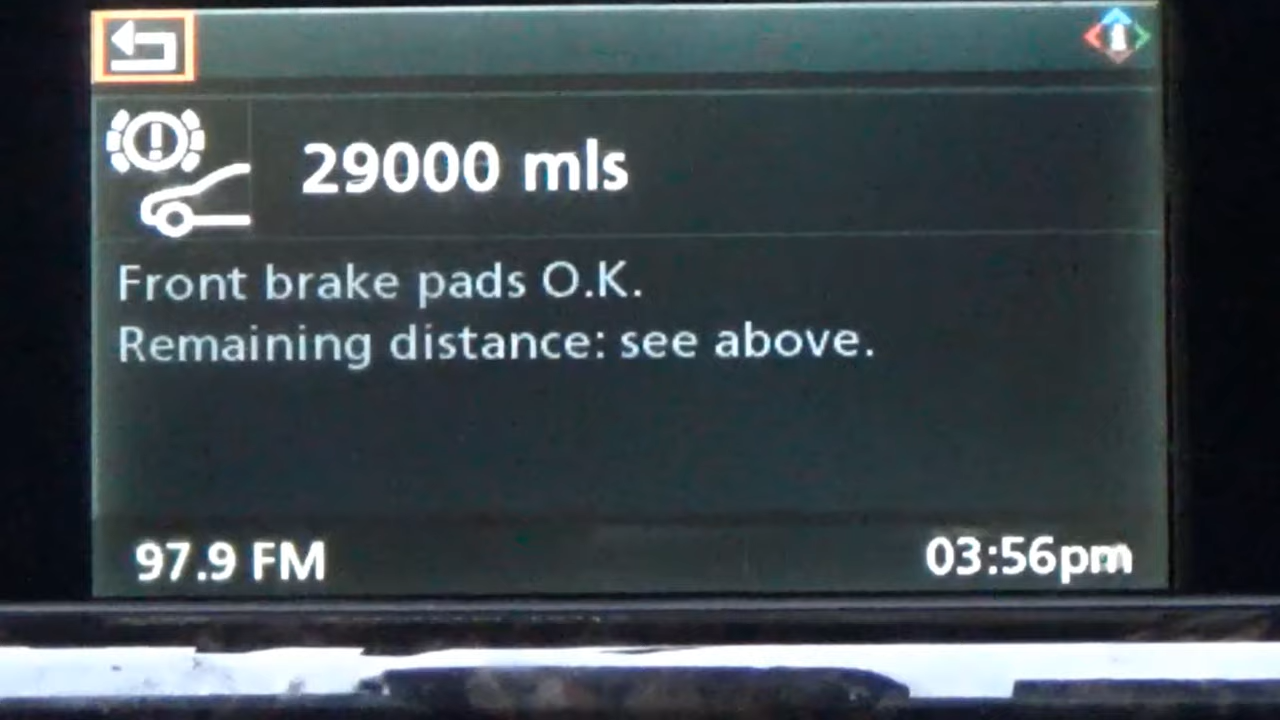 29000 mls
Front brake pads O.K.
Remaining distance: see above.
97.9 FM
03:56pm